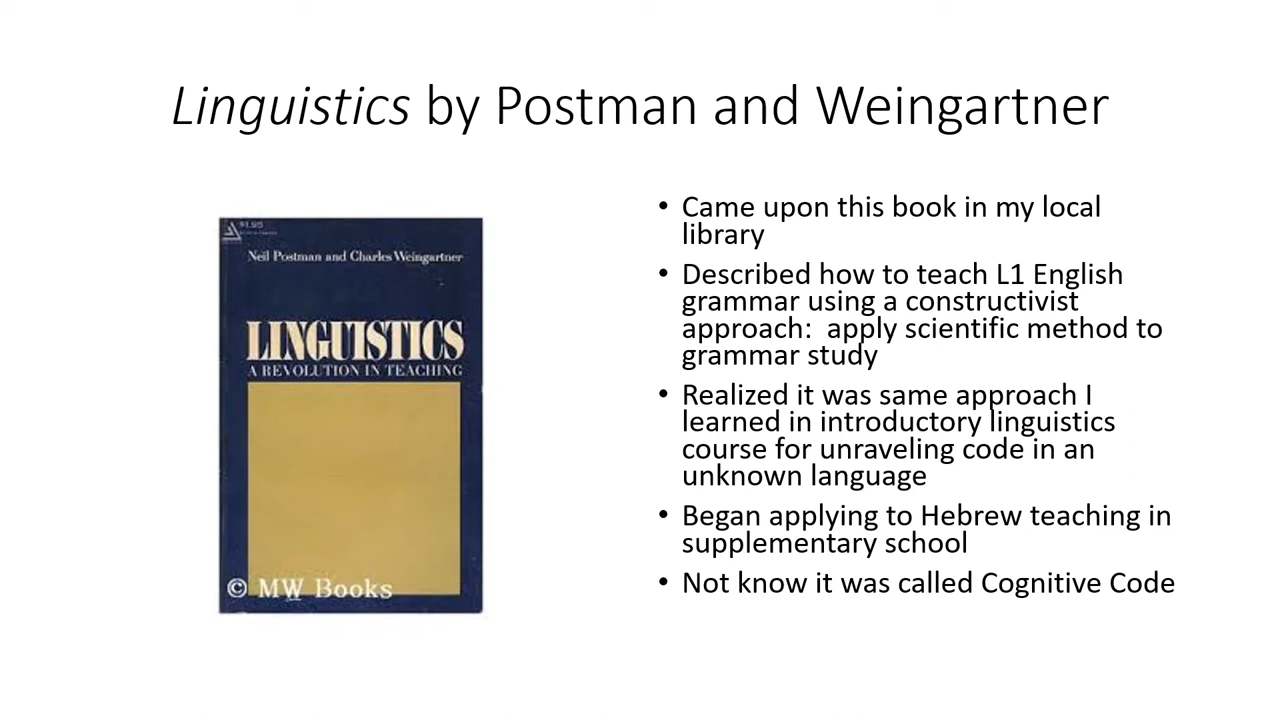 Linguistics by Postman and Weingartner
$1.95
Neil Postman and Charles Weingartner
LINGUISTICS
A REVOLUTION IN TEACHING
© MW Books
• Came upon this book in my local
library
• Described how to teach L1 English
grammar using a constructivist
approach:  apply scientific method to
grammar study
• Realized it was same approach I
learned in introductory linguistics
course for unraveling code in an
unknown language
• Began applying to Hebrew teaching in
supplementary school
• Not know it was called Cognitive Code